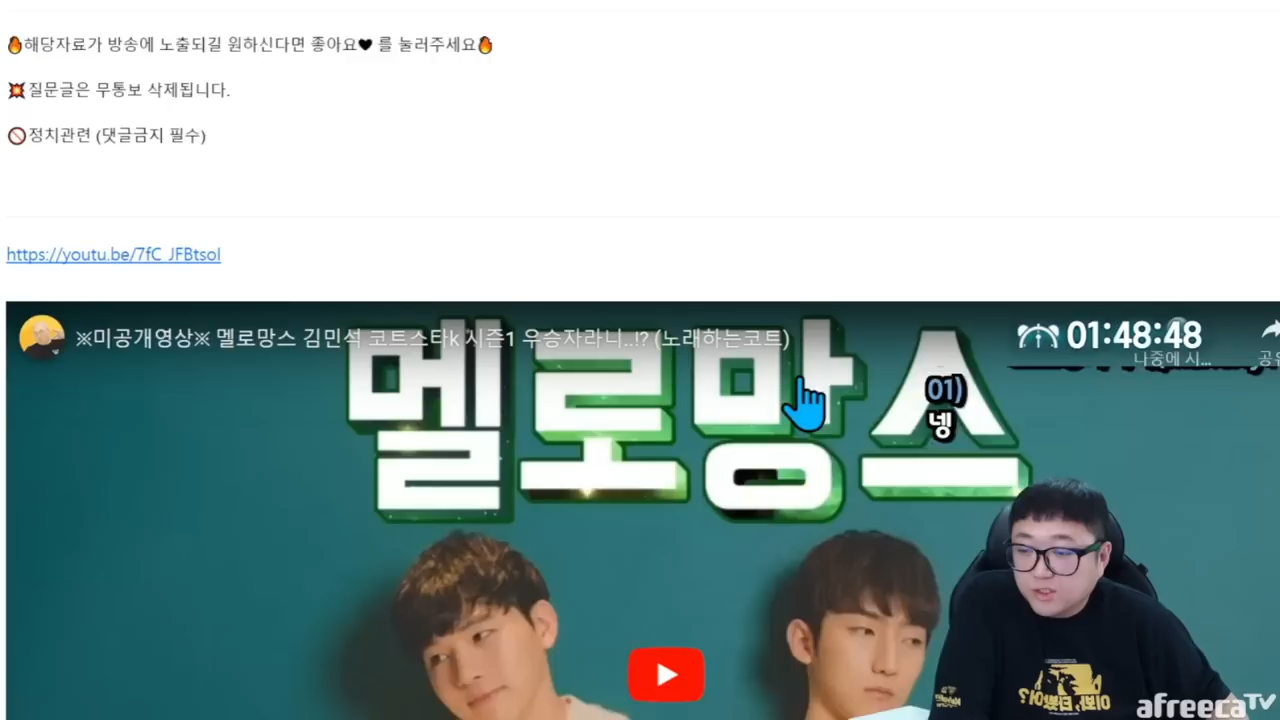 🔥해당자료가 방송에 노출되길 원하신다면 좋아요🖤 를 눌러주세요🔥
💥질문글은 무통보 삭제됩니다.
🚫정치관련 (댓글금지 필수)
https://youtu.be/7fC_JFBtsoI
※미공개영상※ 멜로망스 김민석 코트스타k 시즌1 우승자라니..!? (노래하는코트)
01:48:48
나중에 시...
멜로망스
01)
넹
afreecaTV